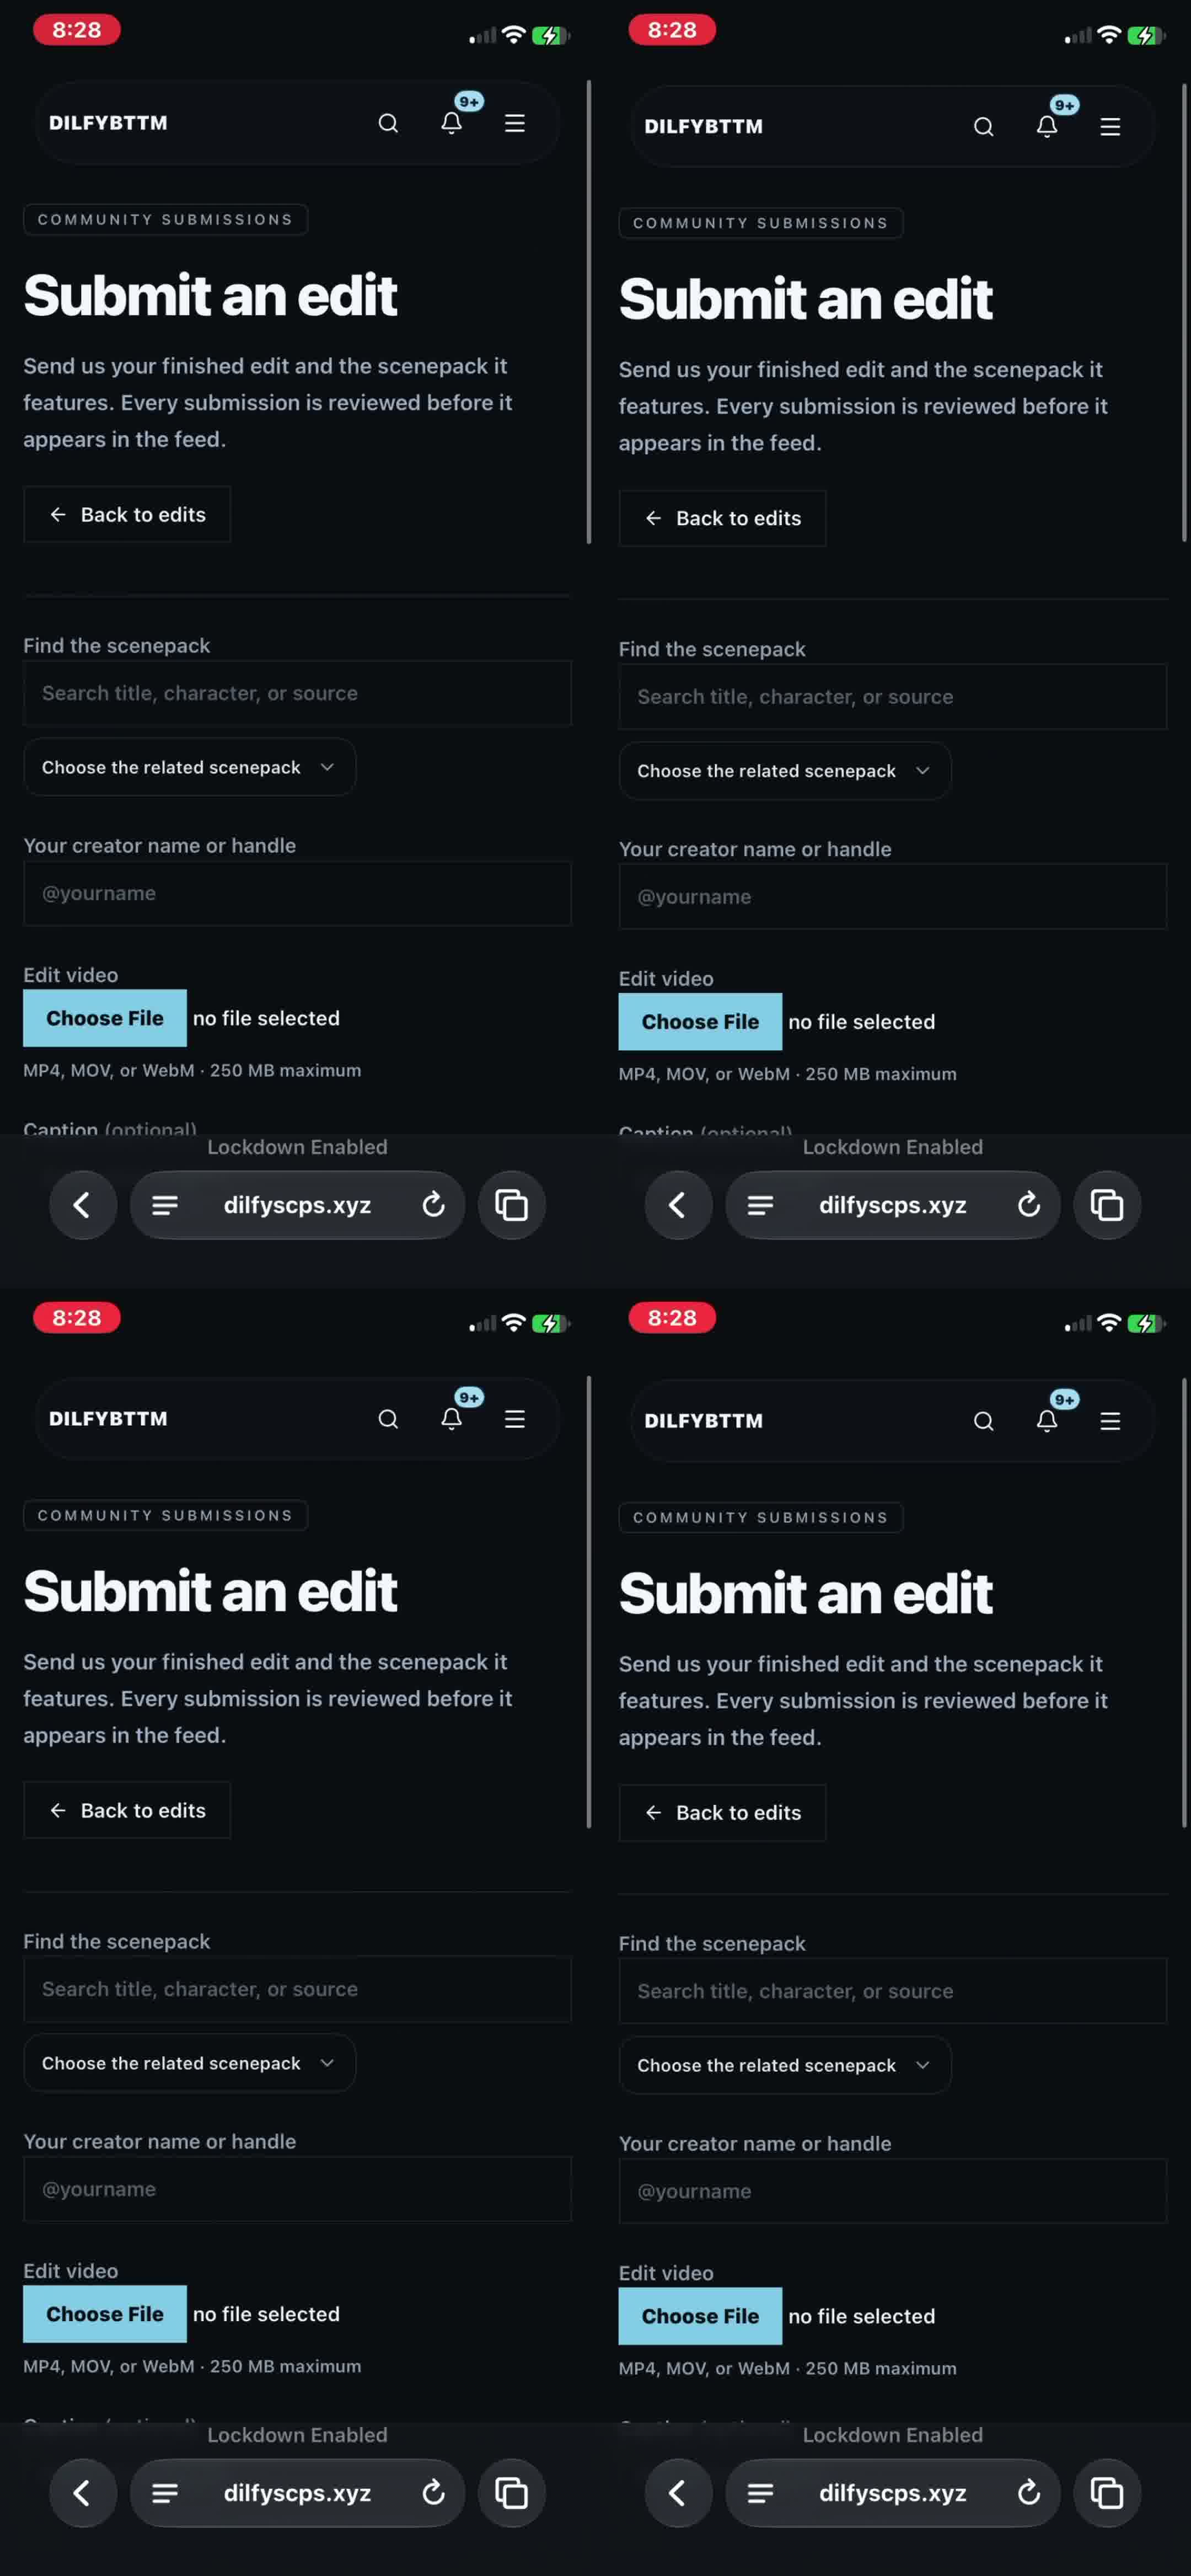 8:28
DILFYBTTM
9+
COMMUNITY SUBMISSIONS
Submit an edit
Send us your finished edit and the scenepack it
features. Every submission is reviewed before it
appears in the feed.
← Back to edits
Find the scenepack
Search title, character, or source
Choose the related scenepack
Your creator name or handle
@yourname
Edit video
Choose File no file selected
MP4, MOV, or WebM · 250 MB maximum
Caption (optional)
Lockdown Enabled
dilfyscps.xyz
8:28
DILFYBTTM
9+
COMMUNITY SUBMISSIONS
Submit an edit
Send us your finished edit and the scenepack it
features. Every submission is reviewed before it
appears in the feed.
← Back to edits
Find the scenepack
Search title, character, or source
Choose the related scenepack
Your creator name or handle
@yourname
Edit video
Choose File no file selected
MP4, MOV, or WebM · 250 MB maximum
Caption (optional)
Lockdown Enabled
dilfyscps.xyz
8:28
DILFYBTTM
9+
COMMUNITY SUBMISSIONS
Submit an edit
Send us your finished edit and the scenepack it
features. Every submission is reviewed before it
appears in the feed.
← Back to edits
Find the scenepack
Search title, character, or source
Choose the related scenepack
Your creator name or handle
@yourname
Edit video
Choose File no file selected
MP4, MOV, or WebM · 250 MB maximum
Lockdown Enabled
dilfyscps.xyz
8:28
DILFYBTTM
9+
COMMUNITY SUBMISSIONS
Submit an edit
Send us your finished edit and the scenepack it
features. Every submission is reviewed before it
appears in the feed.
← Back to edits
Find the scenepack
Search title, character, or source
Choose the related scenepack
Your creator name or handle
@yourname
Edit video
Choose File no file selected
MP4, MOV, or WebM · 250 MB maximum
Lockdown Enabled
dilfyscps.xyz